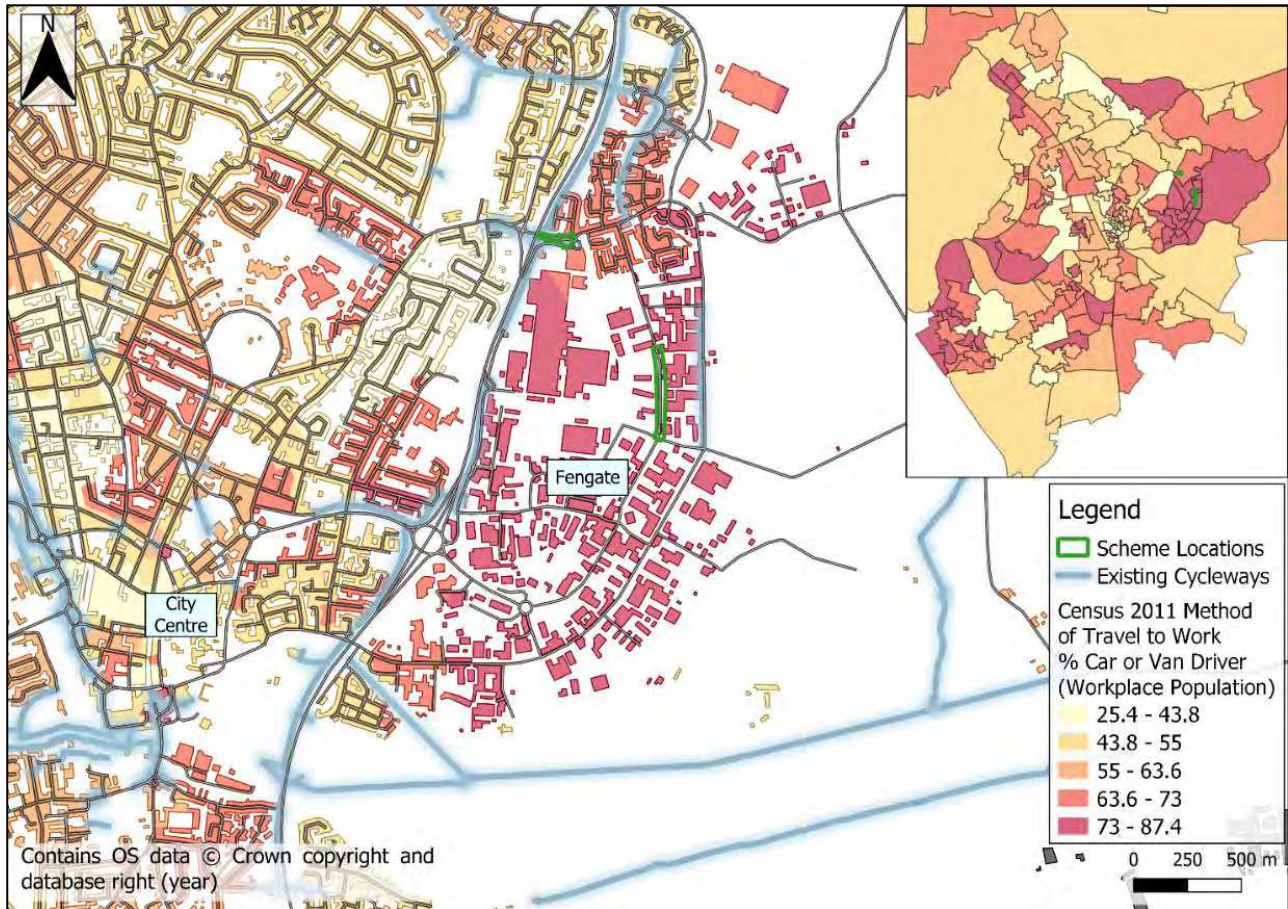 N
Fengate
City
Centre
Legend
Scheme Locations
Existing Cycleways
Census 2011 Method
of Travel to Work
% Car or Van Driver
(Workplace Population)
25.4 - 43.8
43.8 - 55
55 - 63.6
63.6 - 73
73 - 87.4
0 250 500 m
Contains OS data © Crown copyright and
database right (year)